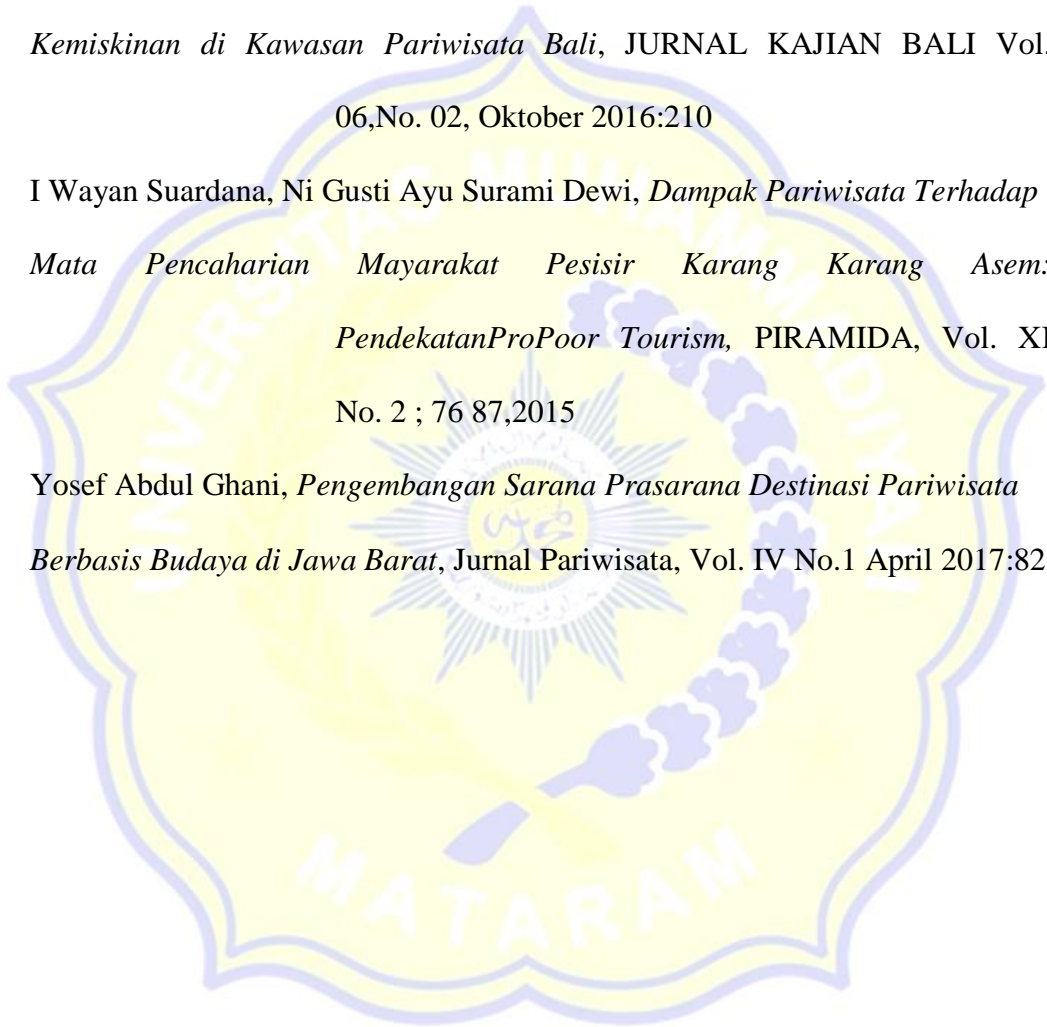 Kemiskinan di Kawasan Pariwisata Bali, JURNAL KAJIAN BALI Vol.
06,No. 02, Oktober 2016:210
I Wayan Suardana, Ni Gusti Ayu Surami Dewi, Dampak Pariwisata Terhadap
Mata Pencaharian Mayarakat Pesisir Karang Karang Asem:
PendekatanProPoor Tourism, PIRAMIDA, Vol. XI
No. 2 ; 76 87,2015
Yosef Abdul Ghani, Pengembangan Sarana Prasarana Destinasi Pariwisata
Berbasis Budaya di Jawa Barat, Jurnal Pariwisata, Vol. IV No.1 April 2017:82
UNIVERSITAS MUHAMMADIYAH
MATARAM